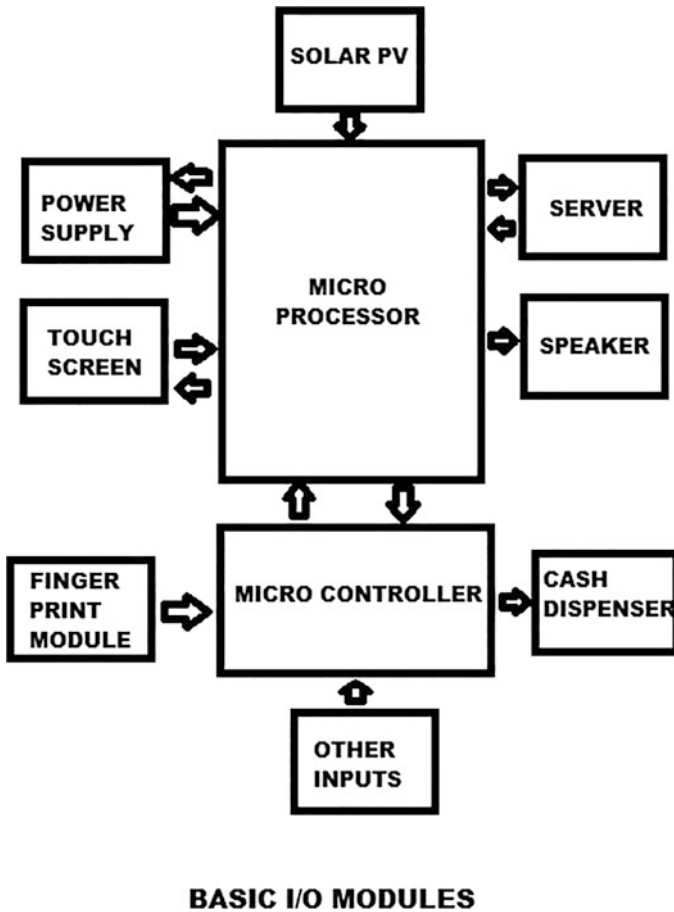 SOLAR PV
POWER
SUPPLY
MICRO
PROCESSOR
SERVER
TOUCH
SCREEN
SPEAKER
FINGER
PRINT
MODULE
MICRO CONTROLLER
CASH
DISPENSER
OTHER
INPUTS
BASIC I/O MODULES